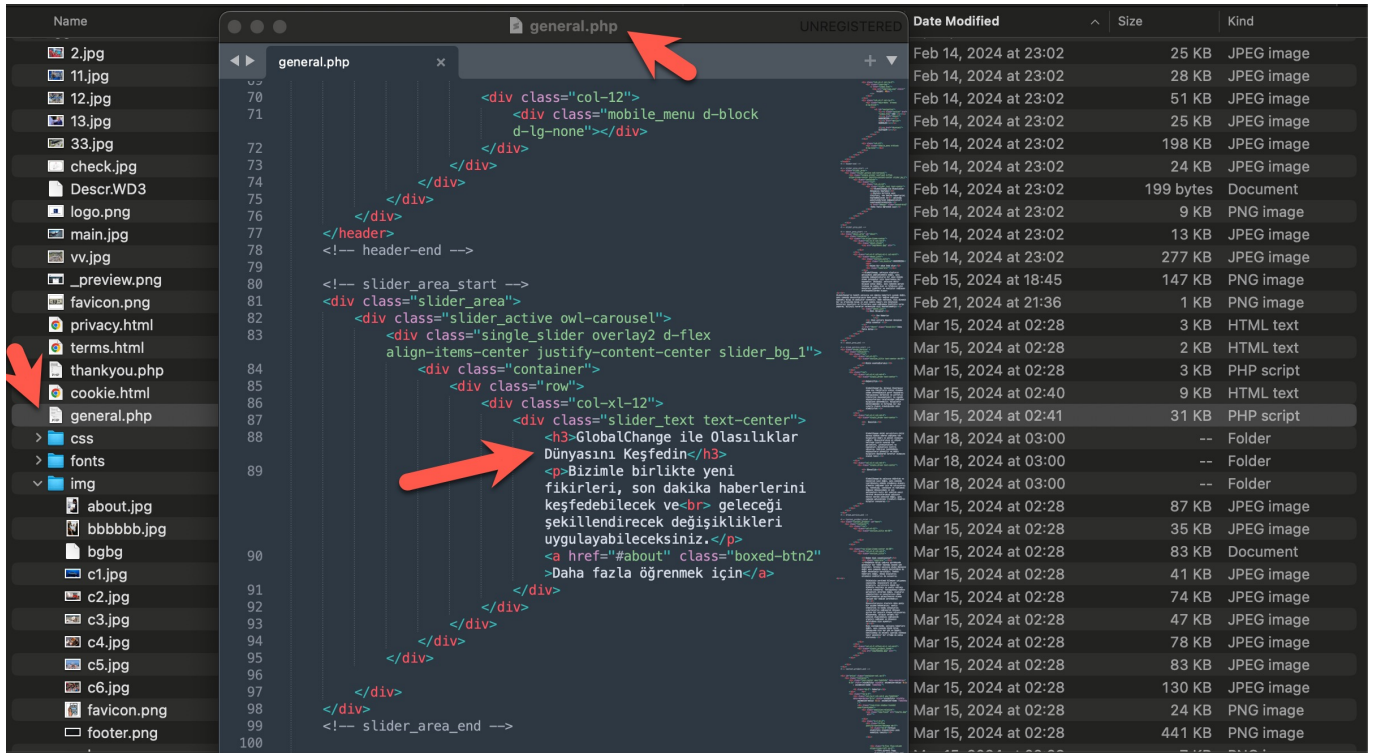 Name
general.php
UNREGISTERED
Date Modified
Size
Kind
general.php
×
2.jpg
Feb 14, 2024 at 23:02 25 KB JPEG image
11.jpg
Feb 14, 2024 at 23:02 28 KB JPEG image
12.jpg
Feb 14, 2024 at 23:02 51 KB JPEG image
13.jpg
Feb 14, 2024 at 23:02 25 KB JPEG image
33.jpg
Feb 14, 2024 at 23:02 198 KB JPEG image
check.jpg
Feb 14, 2024 at 23:02 24 KB JPEG image
Descr.WD3
Feb 14, 2024 at 23:02 199 bytes Document
logo.png
Feb 14, 2024 at 23:02 9 KB PNG image
main.jpg
Feb 14, 2024 at 23:02 13 KB JPEG image
vv.jpg
Feb 14, 2024 at 23:02 277 KB JPEG image
_preview.png
Feb 15, 2024 at 18:45 147 KB PNG image
favicon.png
Feb 21, 2024 at 21:36 1 KB PNG image
privacy.html
Mar 15, 2024 at 02:28 3 KB HTML text
terms.html
Mar 15, 2024 at 02:28 2 KB HTML text
thankyou.php
Mar 15, 2024 at 02:28 3 KB PHP script
cookie.html
Mar 15, 2024 at 02:40 9 KB HTML text
general.php
Mar 15, 2024 at 02:41 31 KB PHP script
css
Mar 18, 2024 at 03:00 -- Folder
fonts
Mar 18, 2024 at 03:00 -- Folder
img
Mar 18, 2024 at 03:00 -- Folder
about.jpg
Mar 15, 2024 at 02:28 87 KB JPEG image
bbbbbb.jpg
Mar 15, 2024 at 02:28 35 KB JPEG image
bgbg
Mar 15, 2024 at 02:28 83 KB Document
c1.jpg
Mar 15, 2024 at 02:28 41 KB JPEG image
c2.jpg
Mar 15, 2024 at 02:28 74 KB JPEG image
c3.jpg
Mar 15, 2024 at 02:28 47 KB JPEG image
c4.jpg
Mar 15, 2024 at 02:28 78 KB JPEG image
c5.jpg
Mar 15, 2024 at 02:28 83 KB JPEG image
c6.jpg
Mar 15, 2024 at 02:28 130 KB JPEG image
favicon.png
Mar 15, 2024 at 02:28 24 KB PNG image
footer.png
Mar 15, 2024 at 02:28 441 KB PNG image
70 <div class="col-12">
71 <div class="mobile_menu d-block
d-lg-none"></div>
72 </div>
73 </div>
74 </div>
75 </div>
76 </div>
77 </header>
78 <!-- header-end -->
79
80 <!-- slider_area_start -->
81 <div class="slider_area">
82 <div class="slider_active owl-carousel">
83 <div class="single_slider overlay2 d-flex
align-items-center justify-content-center slider_bg_1">
84 <div class="container">
85 <div class="row">
86 <div class="col-xl-12">
87 <div class="slider_text text-center">
88 <h3>GlobalChange ile Olasılıklar
Dünyasını Keşfedin</h3>
89 <p>Bizimle birlikte yeni
fikirleri, son dakika haberlerini
keşfedebilecek ve<br> geleceği
şekillendirecek değişiklikleri
uygulayabileceksiniz.</p>
90 <a href="#about" class="boxed-btn2"
>Daha fazla öğrenmek için</a>
91 </div>
92 </div>
93 </div>
94 </div>
95 </div>
96
97 </div>
98 </div>
99 <!-- slider_area_end -->
100